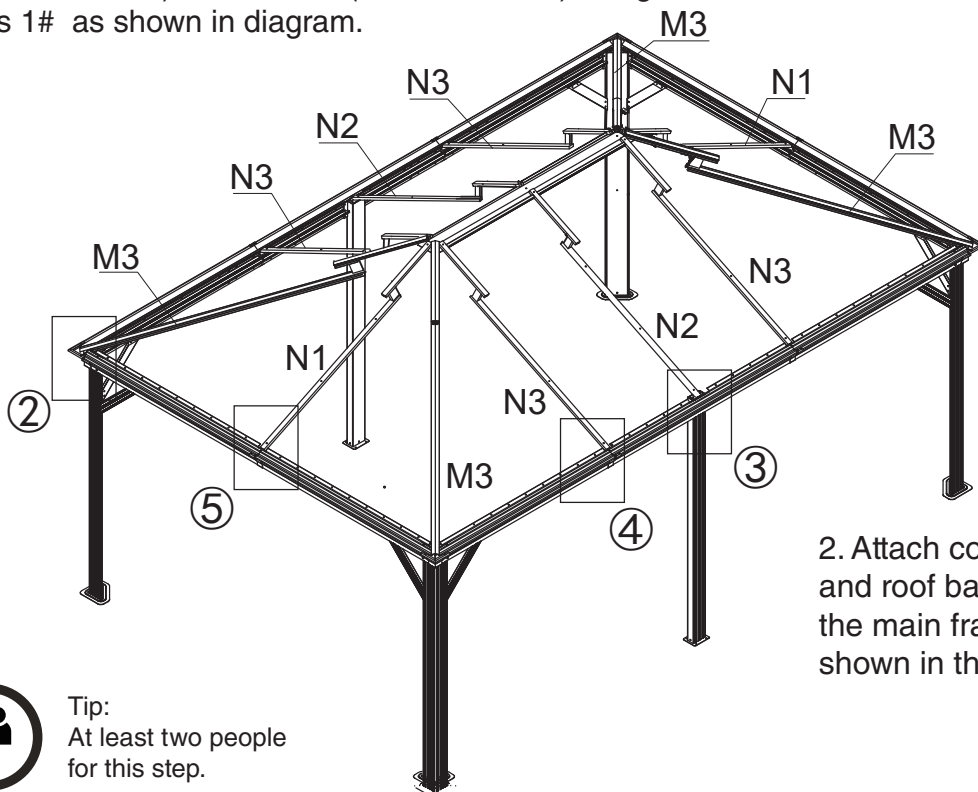 s 1# as shown in diagram.
M3
N3
N1
N2
M3
N3
M3
N3
N1
N2
N3
M3
②
③
⑤
④
2. Attach co
and roof ba
the main fra
shown in th
Tip:
At least two people
for this step.